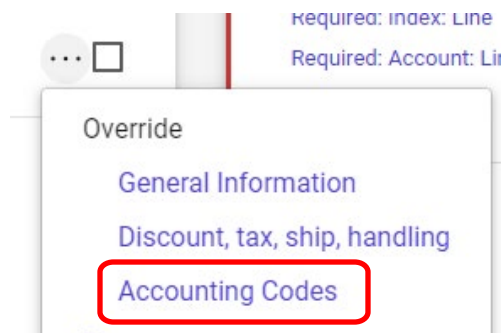 Required: Index: Line
Required: Account: Li
Override
General Information
Discount, tax, ship, handling
Accounting Codes